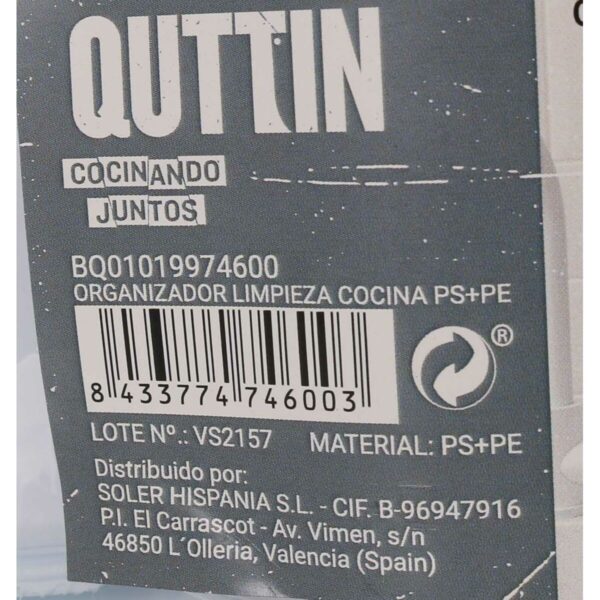 QUTTIN
COCINANDO
JUNTOS
BQ01019974600
ORGANIZADOR LIMPIEZA COCINA PS+PE
8 433774 746003
®
LOTE Nº.: VS2157 MATERIAL: PS+PE
Distribuido por:
SOLER HISPANIA S.L. - CIF. B-96947916
P.I. El Carrascot - Av. Vimen, s/n
46850 L´Olleria, Valencia (Spain)